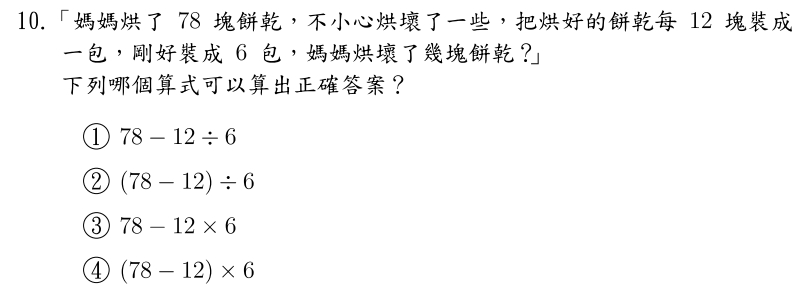 10.「媽媽烘了 78 塊餅乾，不小心烘壞了一些，把烘好的餅乾每 12 塊裝成
一包，剛好裝成 6 包，媽媽烘壞了幾塊餅乾？」
下列哪個算式可以算出正確答案？
① 78 − 12 ÷ 6
② (78 − 12) ÷ 6
③ 78 − 12 × 6
④ (78 − 12) × 6